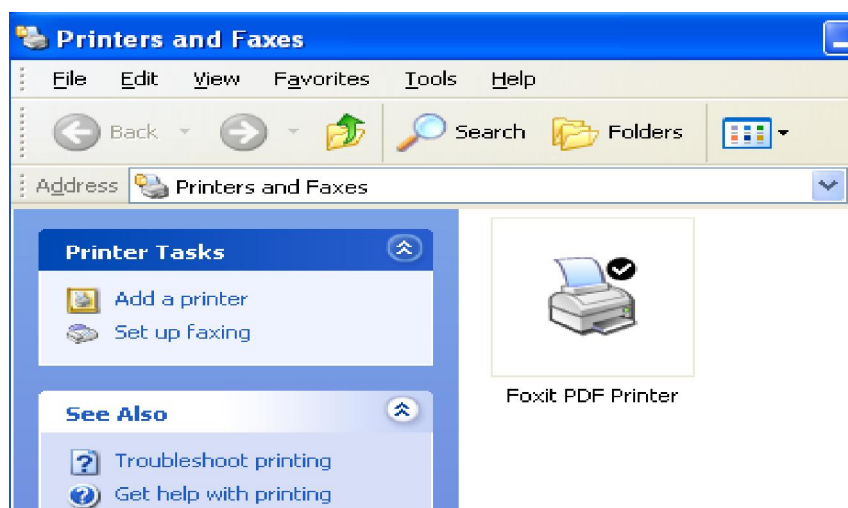 Printers and Faxes
File Edit View Favorites Tools Help
Back Search Folders
Address Printers and Faxes
Printer Tasks
Add a printer
Set up faxing
Foxit PDF Printer
See Also
Troubleshoot printing
Get help with printing